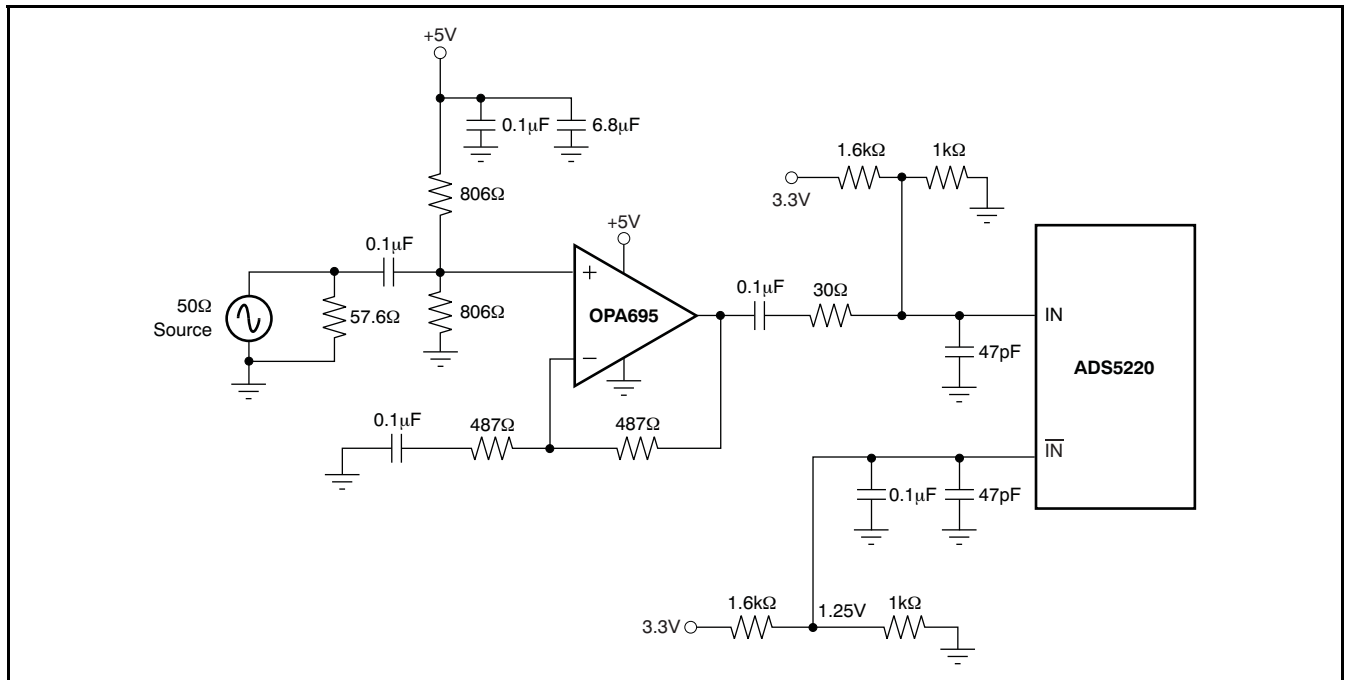 +5V
0.1μF
6.8μF
806Ω
1.6kΩ
1kΩ
3.3V
+5V
0.1μF
50Ω
Source
57.6Ω
806Ω
+
−
OPA695
0.1μF
30Ω
47pF
IN
ADS5220
0.1μF
487Ω
487Ω
IN
0.1μF
47pF
3.3V
1.6kΩ
1.25V
1kΩ